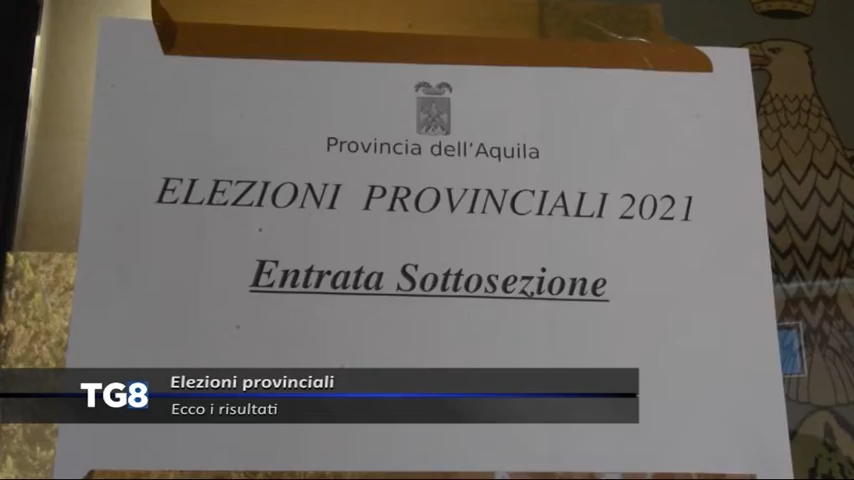 Provincia dell'Aquila
ELEZIONI PROVINCIALI 2021
Entrata Sottosezione
TG8
Elezioni provinciali
Ecco i risultati